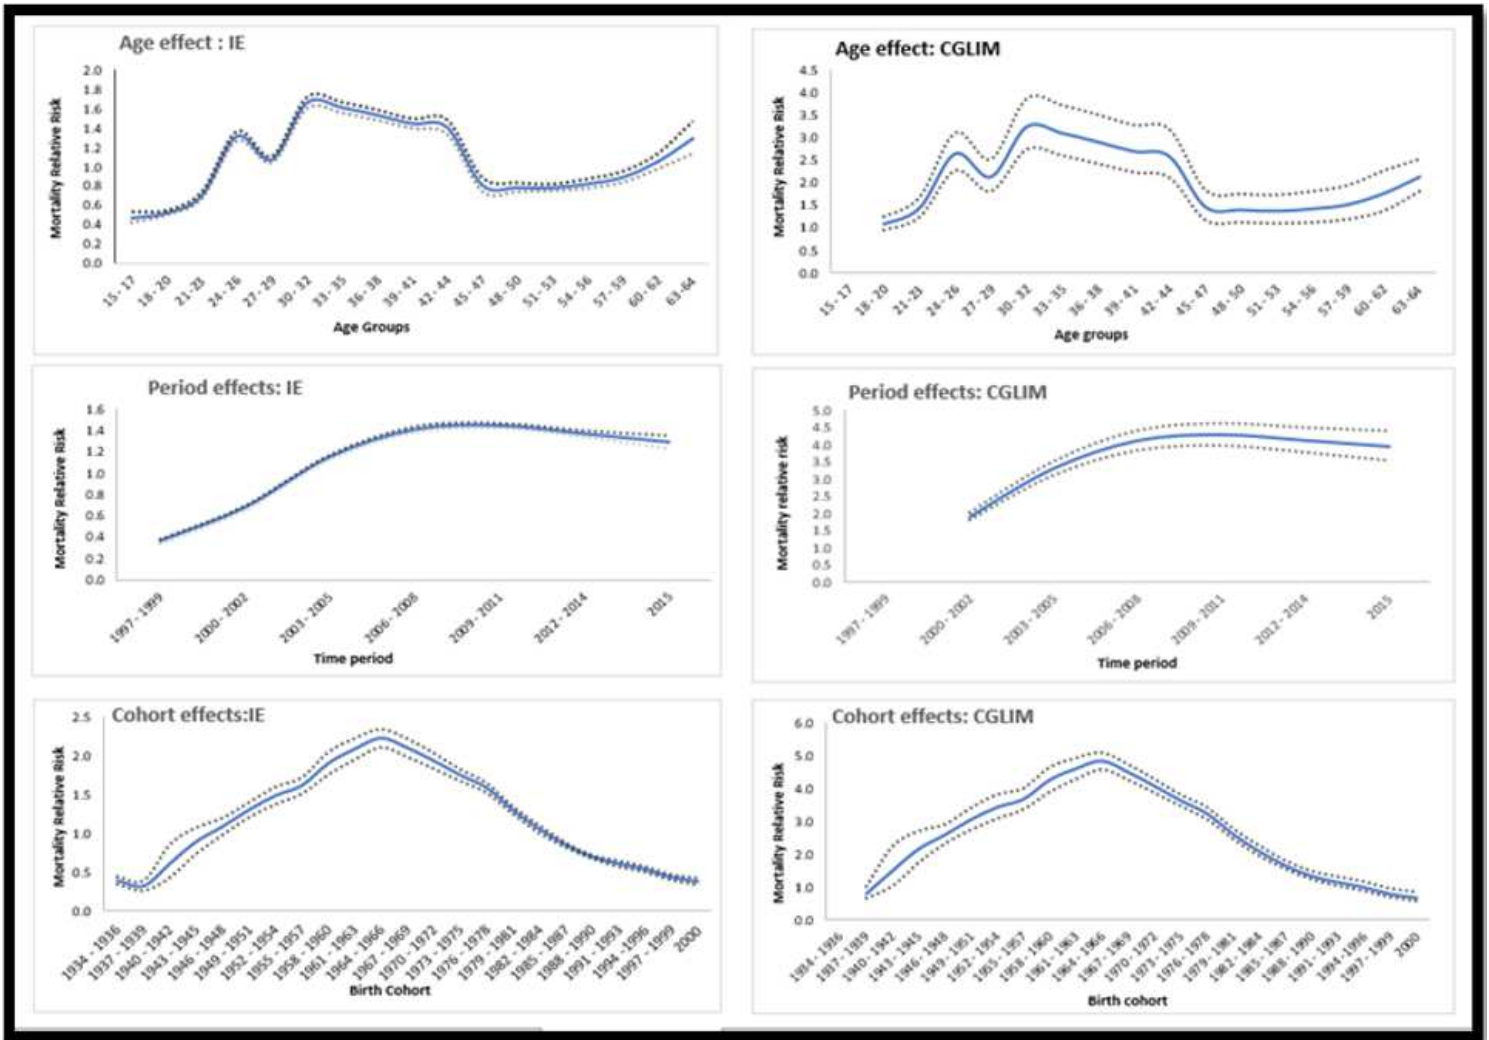 Age effect : IE
Mortality Relative Risk
2.0
1.8
1.6
1.4
1.2
1.0
0.8
0.6
0.4
0.2
0.0
15 - 17
18 - 20
21-23
24 - 26
27 - 29
30 - 32
33 - 35
36 - 38
39 - 41
42 - 44
45 - 47
48 - 50
51 - 53
54 - 56
57 - 59
60 - 62
63 -64
Age Groups
Age effect: CGLIM
Mortality Relative Risk
4.5
4.0
3.5
3.0
2.5
2.0
1.5
1.0
0.5
0.0
15 - 17
18 - 20
21 -23
24 - 26
27 - 29
30 - 32
33 - 35
36 - 38
39 - 41
42 - 44
45 - 47
48 - 50
51 - 53
54 - 56
57 - 59
60 - 62
63 -64
Age groups
Period effects: IE
Mortality Relative Risk
1.6
1.4
1.2
1.0
0.8
0.6
0.4
0.2
0.0
1997 - 1999
2000 - 2002
2003 - 2005
2006 - 2008
2009 - 2011
2012 - 2014
2015
Time period
Period effects: CGLIM
Mortality relative risk
5.0
4.5
4.0
3.5
3.0
2.5
2.0
1.5
1.0
0.5
0.0
1997 - 1999
2000 - 2002
2003 - 2005
2006 - 2008
2009 - 2011
2012 - 2014
2015
Time period
Cohort effects:IE
Mortality Relative Risk
2.5
2.0
1.5
1.0
0.5
0.0
1934 - 1936
1937 - 1939
1940 - 1942
1943 - 1945
1946 - 1948
1949 - 1951
1952 - 1954
1955 - 1957
1958 - 1960
1961 - 1963
1964 - 1966
1967 - 1969
1970 - 1972
1973 - 1975
1976 - 1978
1979 - 1981
1982 - 1984
1985 - 1987
1988 - 1990
1991 - 1993
1994 - 1996
1997 - 1999
2000
Birth Cohort
Cohort effects: CGLIM
Mortality Relative Risk
6.0
5.0
4.0
3.0
2.0
1.0
0.0
1934 - 1936
1937 - 1939
1940 - 1942
1943 - 1945
1946 - 1948
1949 - 1951
1952 - 1954
1955 - 1957
1958 - 1960
1961 - 1963
1964 - 1966
1967 - 1969
1970 - 1972
1973 - 1975
1976 - 1978
1979 - 1981
1982 - 1984
1985 - 1987
1988 - 1990
1991 - 1993
1994 - 1996
1997 - 1999
2000
Birth cohort